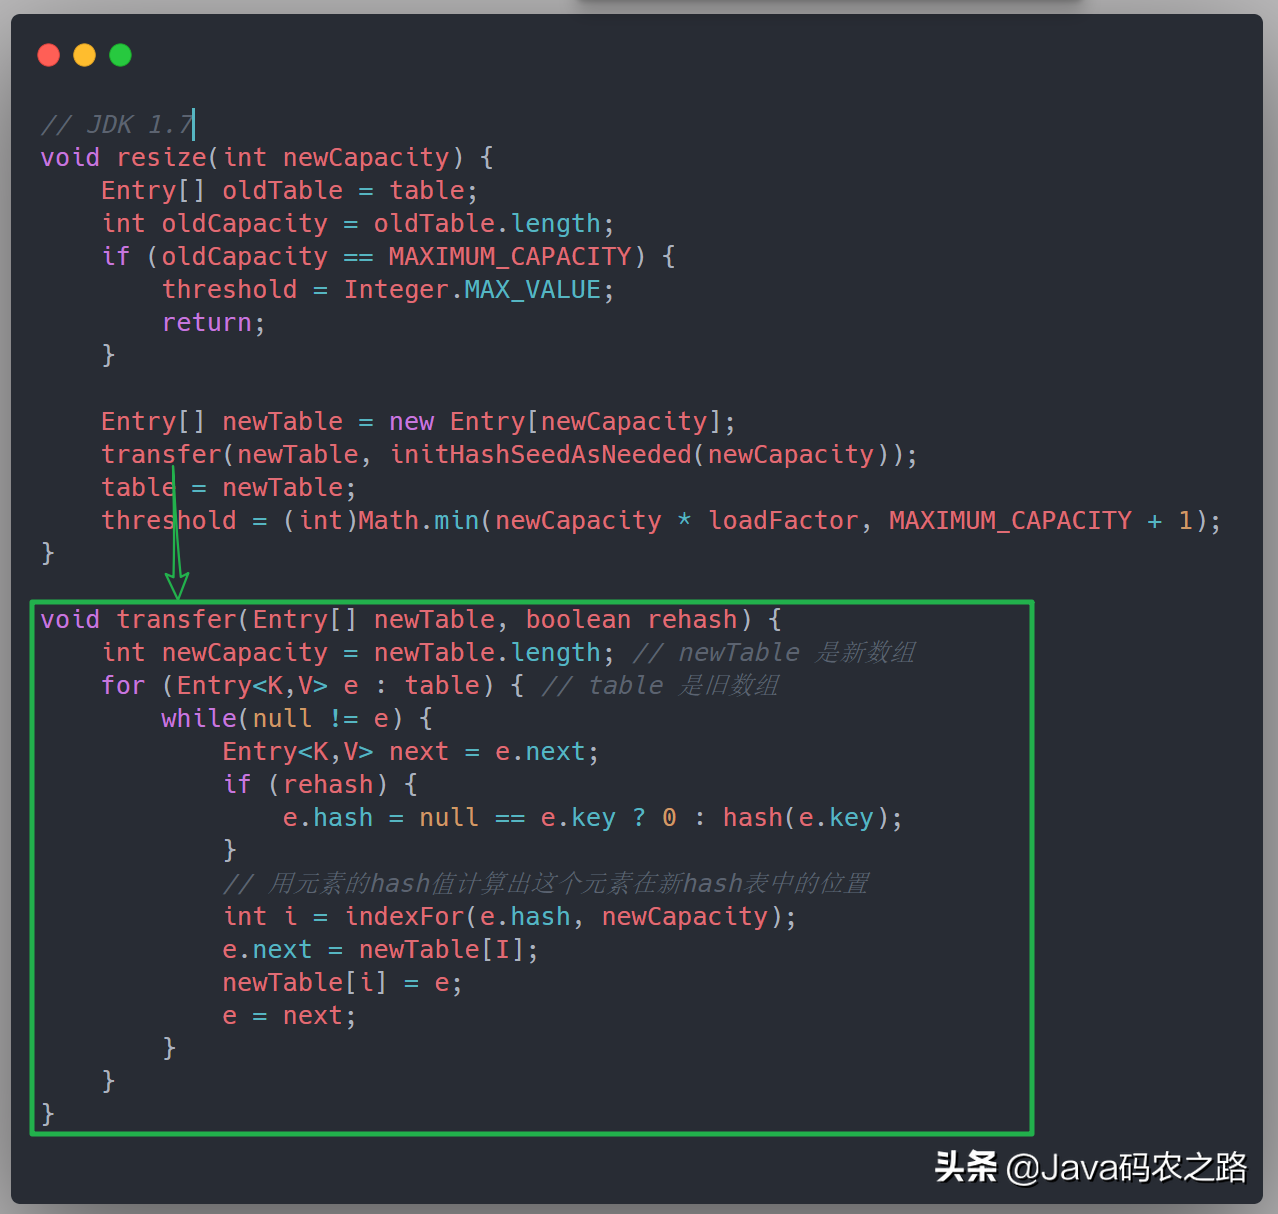 // JDK 1.7
void resize(int newCapacity) {
    Entry[] oldTable = table;
    int oldCapacity = oldTable.length;
    if (oldCapacity == MAXIMUM_CAPACITY) {
        threshold = Integer.MAX_VALUE;
        return;
    }

    Entry[] newTable = new Entry[newCapacity];
    transfer(newTable, initHashSeedAsNeeded(newCapacity));
    table = newTable;
    threshold = (int)Math.min(newCapacity * loadFactor, MAXIMUM_CAPACITY + 1);
}

void transfer(Entry[] newTable, boolean rehash) {
    int newCapacity = newTable.length; // newTable 是新数组
    for (Entry<K,V> e : table) { // table 是旧数组
        while(null != e) {
            Entry<K,V> next = e.next;
            if (rehash) {
                e.hash = null == e.key ? 0 : hash(e.key);
            }
            // 用元素的hash值计算出这个元素在新hash表中的位置
            int i = indexFor(e.hash, newCapacity);
            e.next = newTable[I];
            newTable[i] = e;
            e = next;
        }
    }
}
头条 @Java码农之路